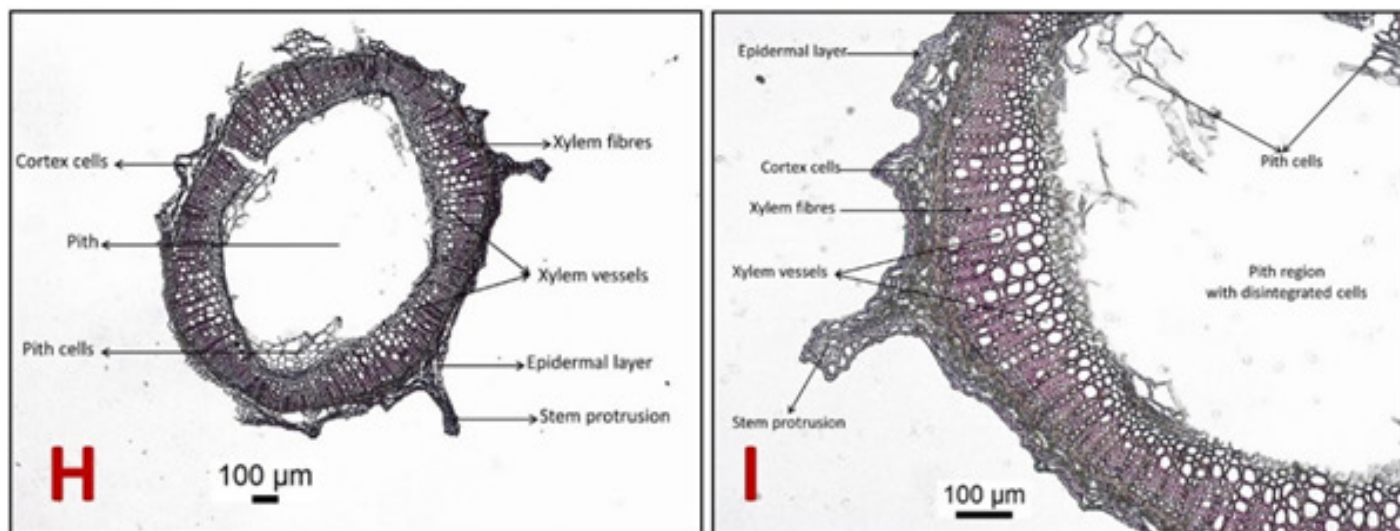 Cortex cells
Xylem fibres
Pith
Xylem vessels
Pith cells
Epidermal layer
Stem protrusion
H
100 µm
Epidermal layer
Cortex cells
Pith cells
Xylem fibres
Xylem vessels
Pith region
with disintegrated cells
Stem protrusion
I
100 µm